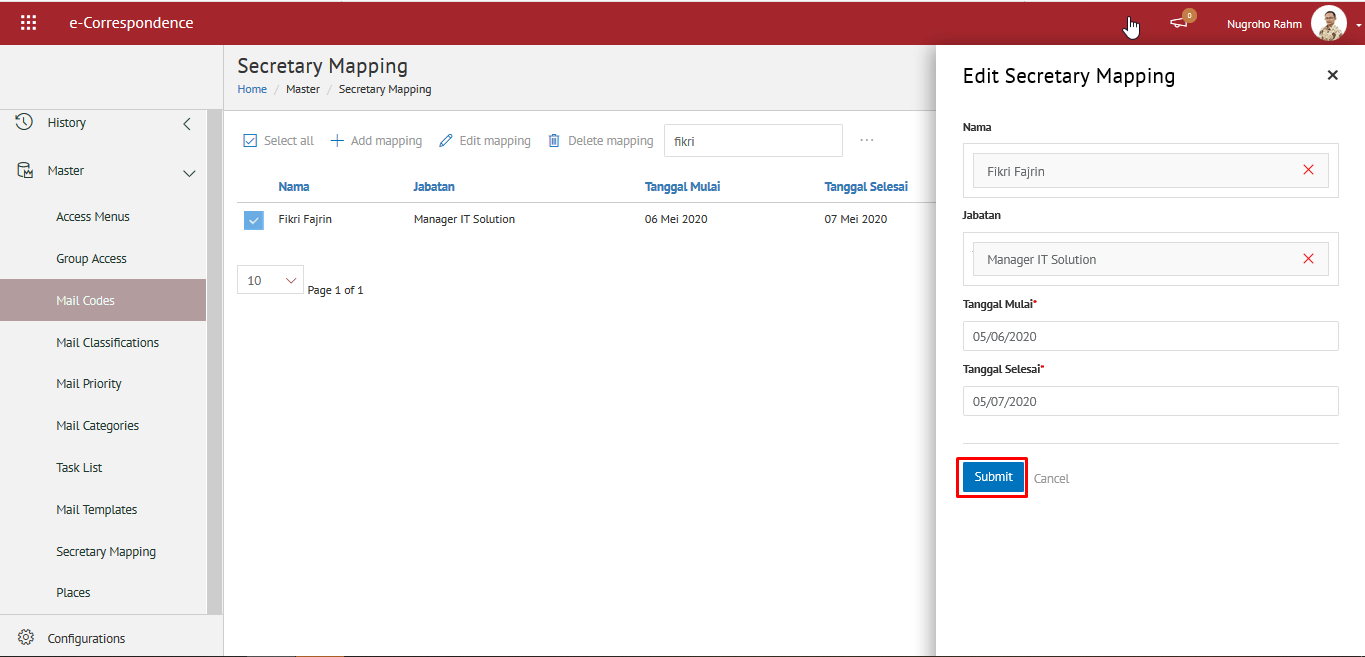 e-Correspondence
0
Nugroho Rahm
Secretary Mapping
Home / Master / Secretary Mapping
History
Master
Access Menus
Group Access
Mail Codes
Mail Classifications
Mail Priority
Mail Categories
Task List
Mail Templates
Secretary Mapping
Places
Configurations
Select all Add mapping Edit mapping Delete mapping fikri ...
Nama Jabatan Tanggal Mulai Tanggal Selesai
Fikri Fajrin Manager IT Solution 06 Mei 2020 07 Mei 2020
10 Page 1 of 1
Edit Secretary Mapping
Nama
Fikri Fajrin
Jabatan
Manager IT Solution
Tanggal Mulai*
05/06/2020
Tanggal Selesai*
05/07/2020
Submit Cancel